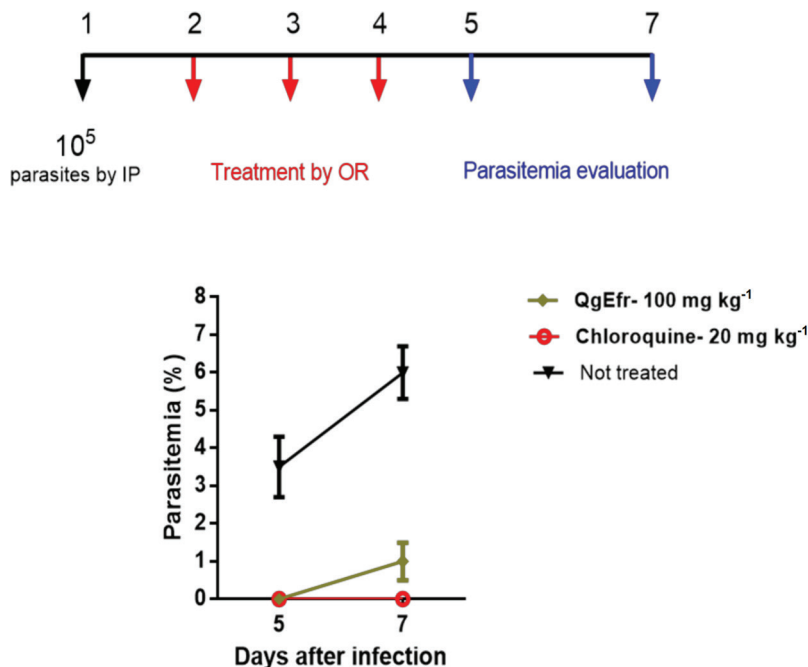 1 2 3 4 5 7
10⁵
parasites by IP
Treatment by OR
Parasitemia evaluation
8
7
6
5
4
3
2
1
0
Parasitemia (%)
5 7
Days after infection
QgEfr- 100 mg kg⁻¹
Chloroquine- 20 mg kg⁻¹
Not treated